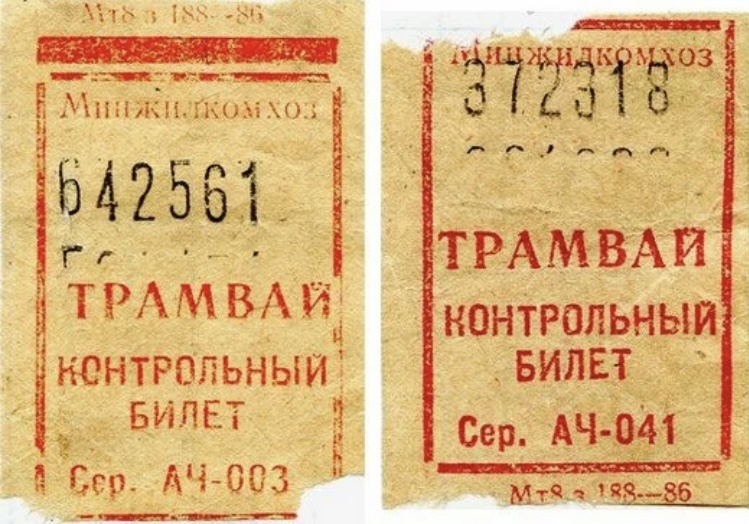 Мт8 з 188--86
Минжилкомхоз
642561
ТРАМВАЙ
КОНТРОЛЬНЫЙ
БИЛЕТ
Сер. АЧ-003
Минжилкомхоз
372318
ТРАМВАЙ
КОНТРОЛЬНЫЙ
БИЛЕТ
Сер. АЧ-041
Мт8 з 188—86